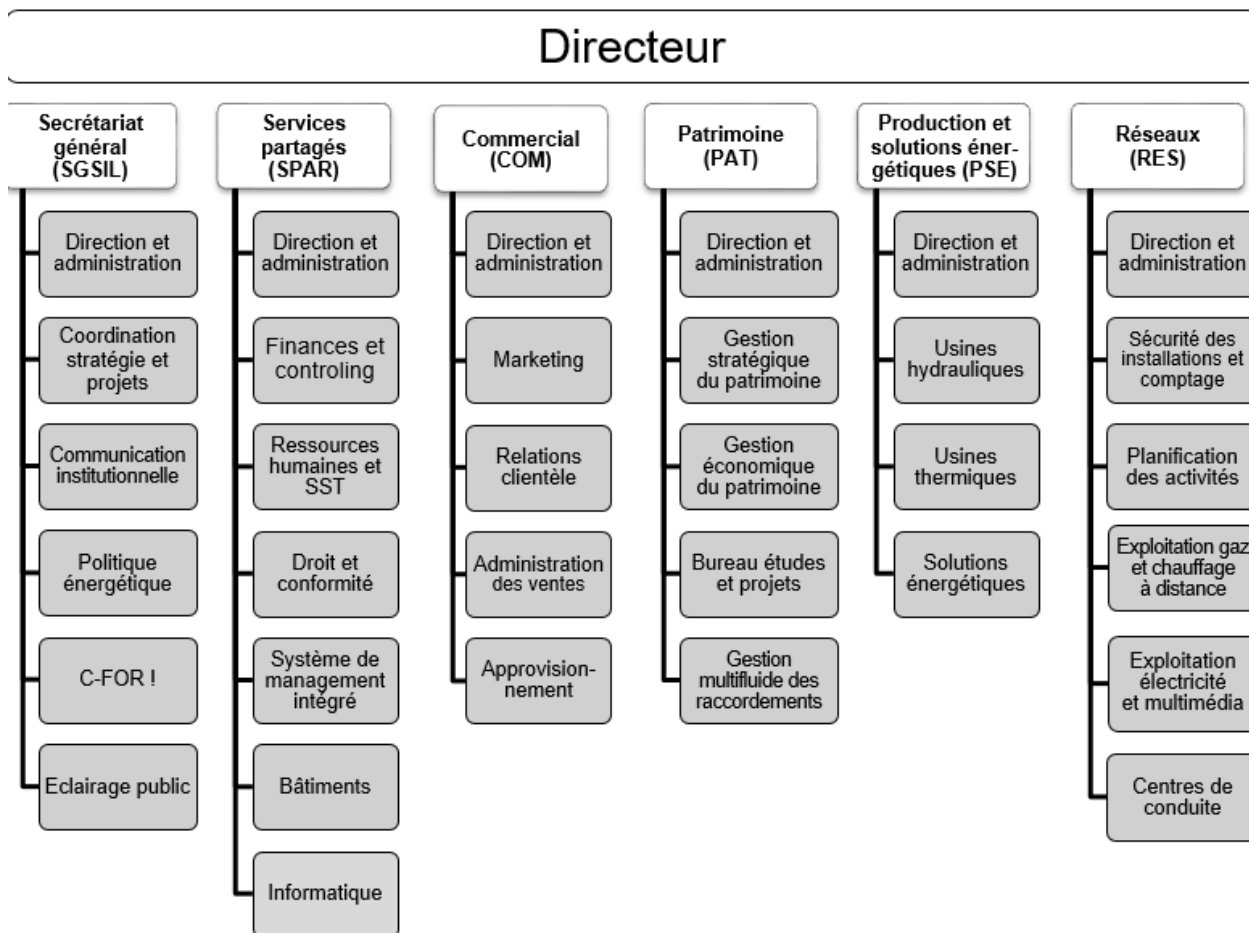 Directeur
Secrétariat
général
(SGSIL)
Direction et
administration
Coordination
stratégie et
projets
Communication
institutionnelle
Politique
énergétique
C-FOR !
Eclairage public
Services
partagés
(SPAR)
Direction et
administration
Finances et
controling
Ressources
humaines et
SST
Droit et
conformité
Système de
management
intégré
Bâtiments
Informatique
Commercial
(COM)
Direction et
administration
Marketing
Relations
clientèle
Administration
des ventes
Approvision-
nement
Patrimoine
(PAT)
Direction et
administration
Gestion
stratégique
du patrimoine
Gestion
économique
du patrimoine
Bureau études
et projets
Gestion
multifluide des
raccordements
Production et
solutions éner-
gétiques (PSE)
Direction et
administration
Usines
hydrauliques
Usines
thermiques
Solutions
énergétiques
Réseaux
(RES)
Direction et
administration
Sécurité des
installations et
comptage
Planification
des activités
Exploitation gaz
et chauffage
à distance
Exploitation
électricité
et multimédia
Centres de
conduite